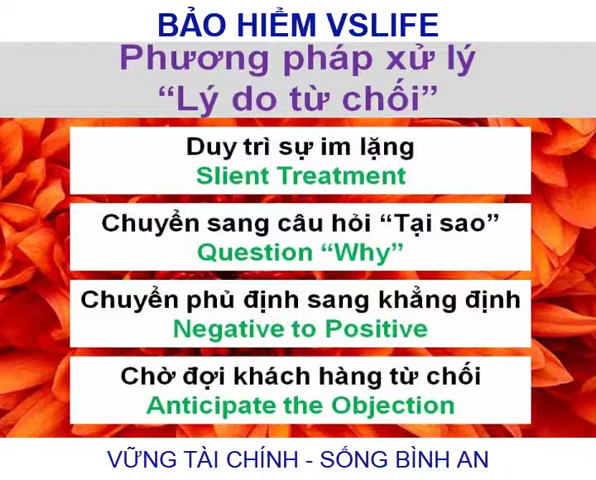 BẢO HIỂM VSLIFE
Phương pháp xử lý
“Lý do từ chối”
Duy trì sự im lặng
Slient Treatment
Chuyển sang câu hỏi “Tại sao”
Question “Why”
Chuyển phủ định sang khẳng định
Negative to Positive
Chờ đợi khách hàng từ chối
Anticipate the Objection
VỮNG TÀI CHÍNH - SỐNG BÌNH AN